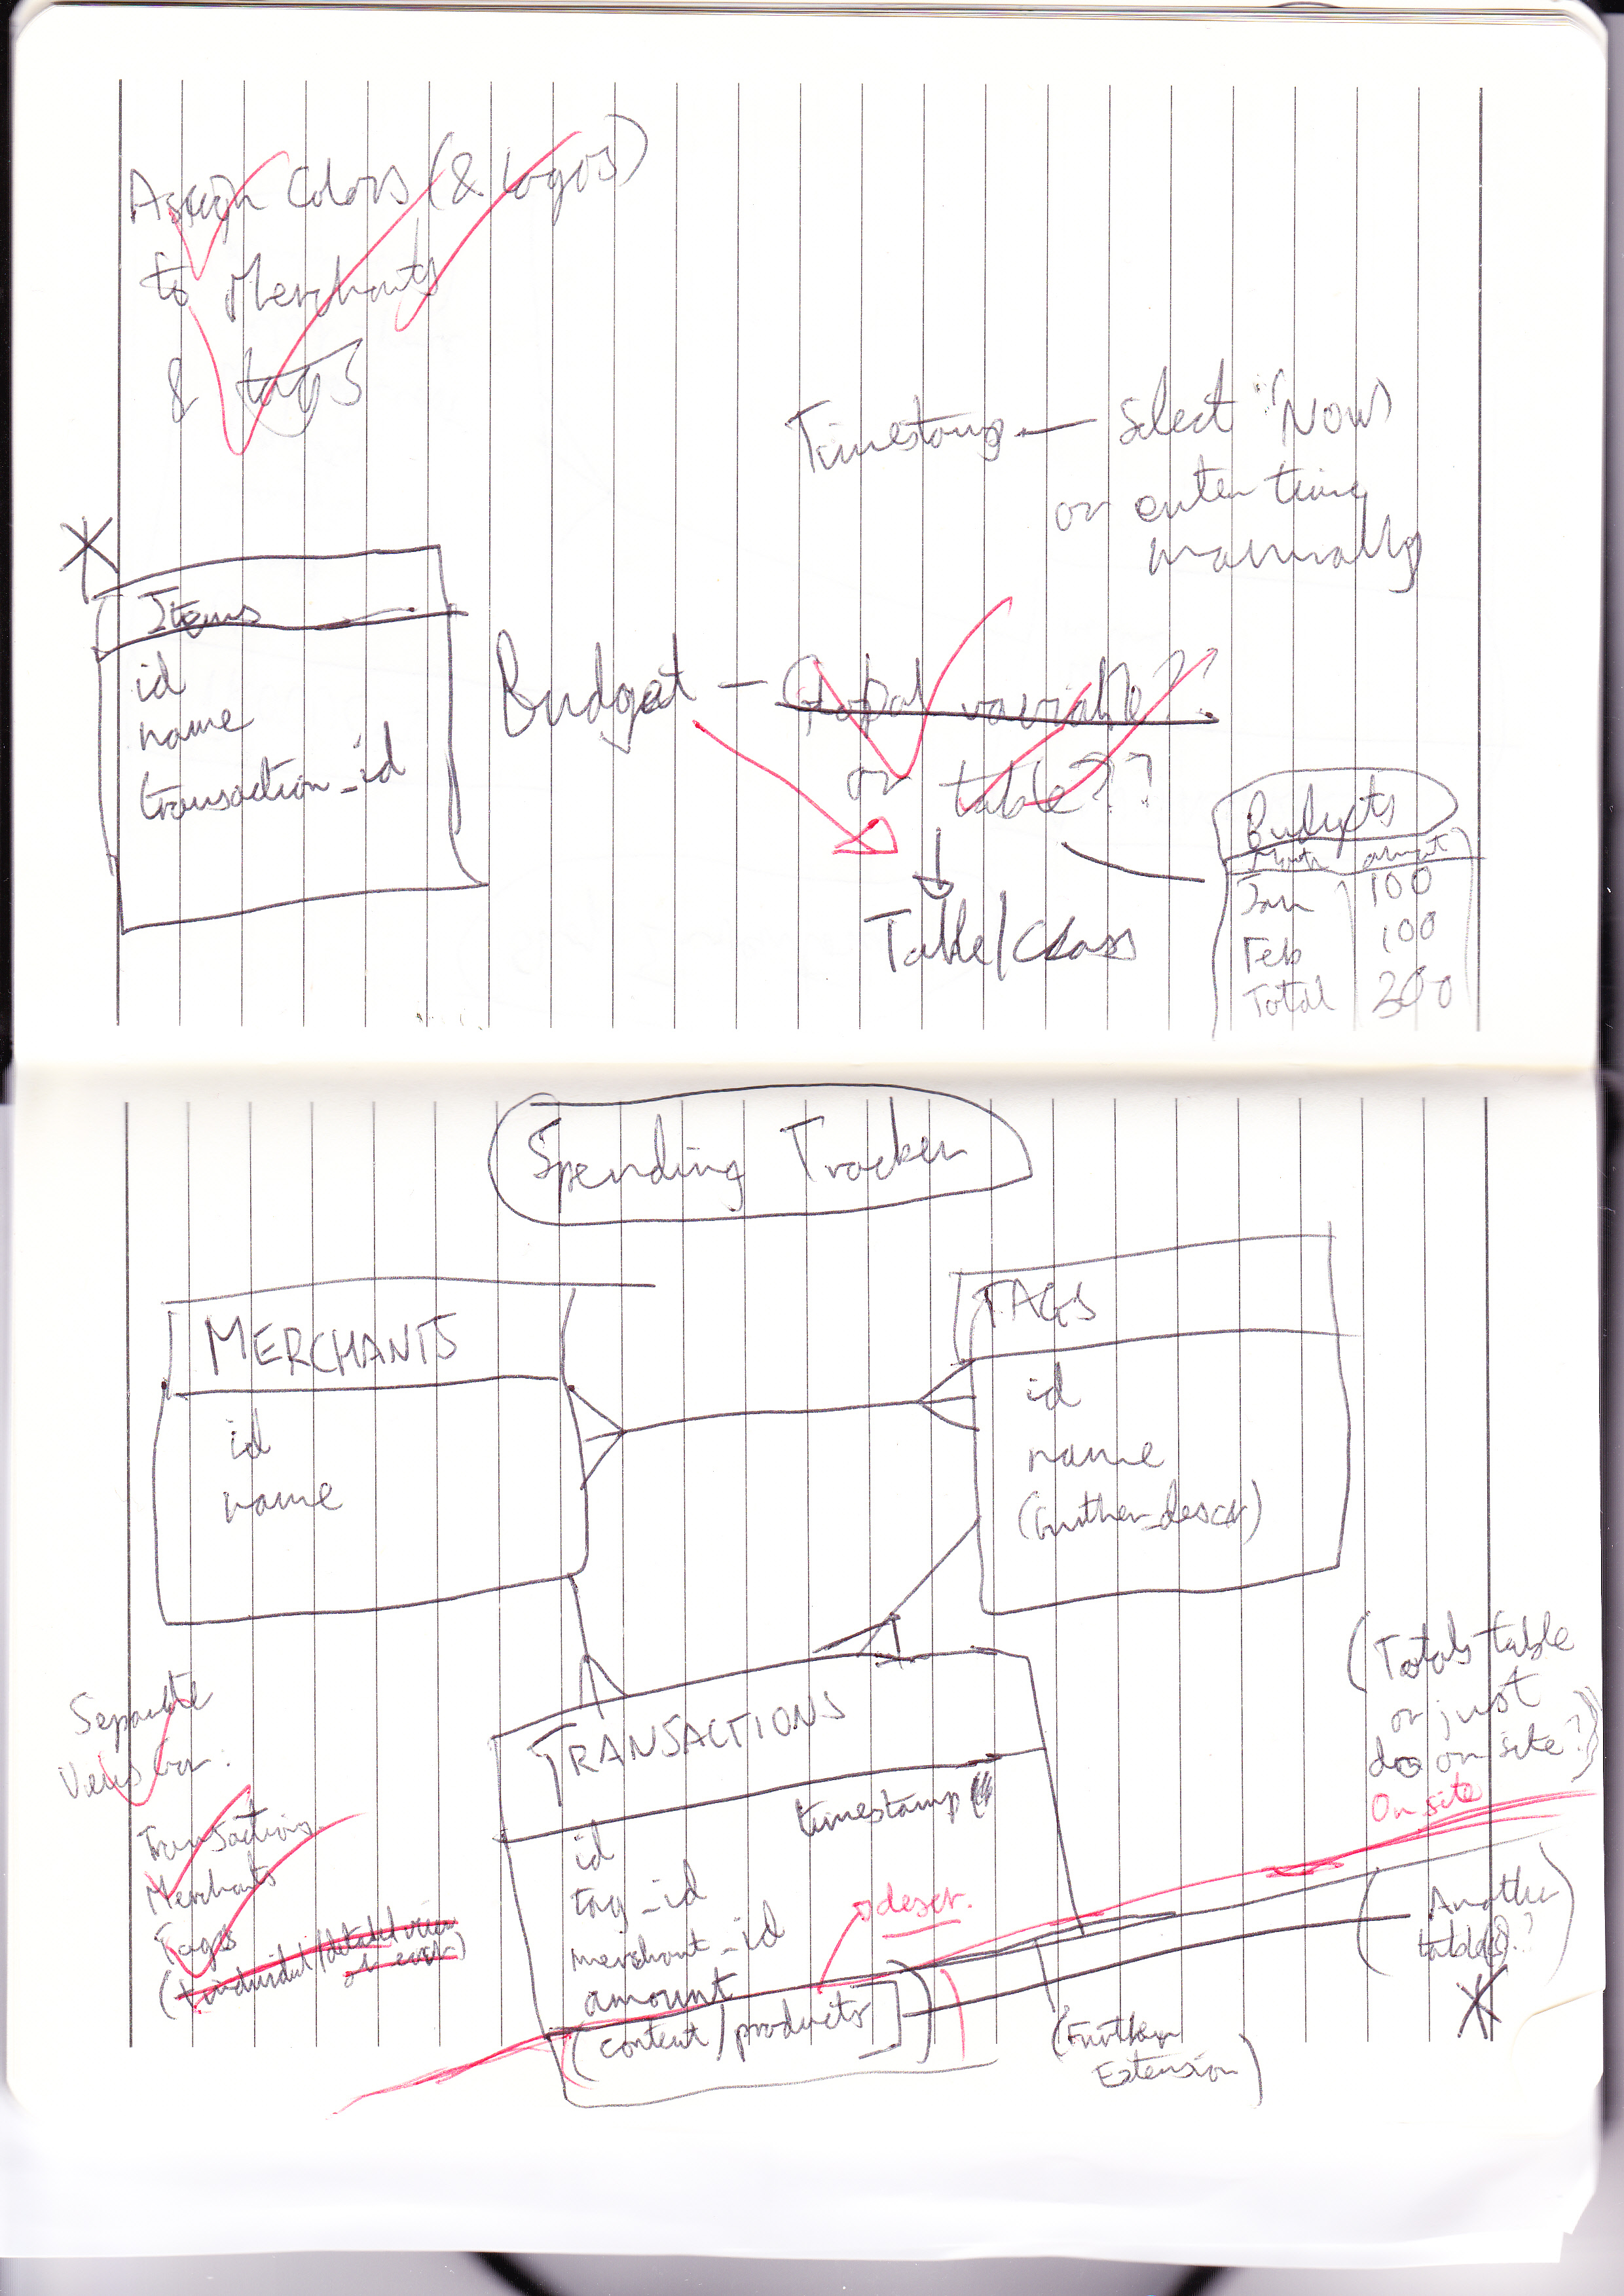 Assign Colors (& Logos)
to Merchants
& tags
Timestamp — Select "Now"
or enter time
manually
Items
id
name
transaction_id
Budget — Global variable??
or table??
Table/Class
Budgets
Month amount
Jan 100
Feb 100
Total 200
Spending Tracker
MERCHANTS
id
name
TAGS
id
name
(further_descr)
Separate
Views for:
Transactions
Merchants
Tags
(+ individual/detailed view
of each)
TRANSACTIONS
timestamp
id
tag_id
merchant_id
amount
(content/products)
descr.
(Totals table
or just
do on site?)
On site
(Another
table?)
(further
Extension)